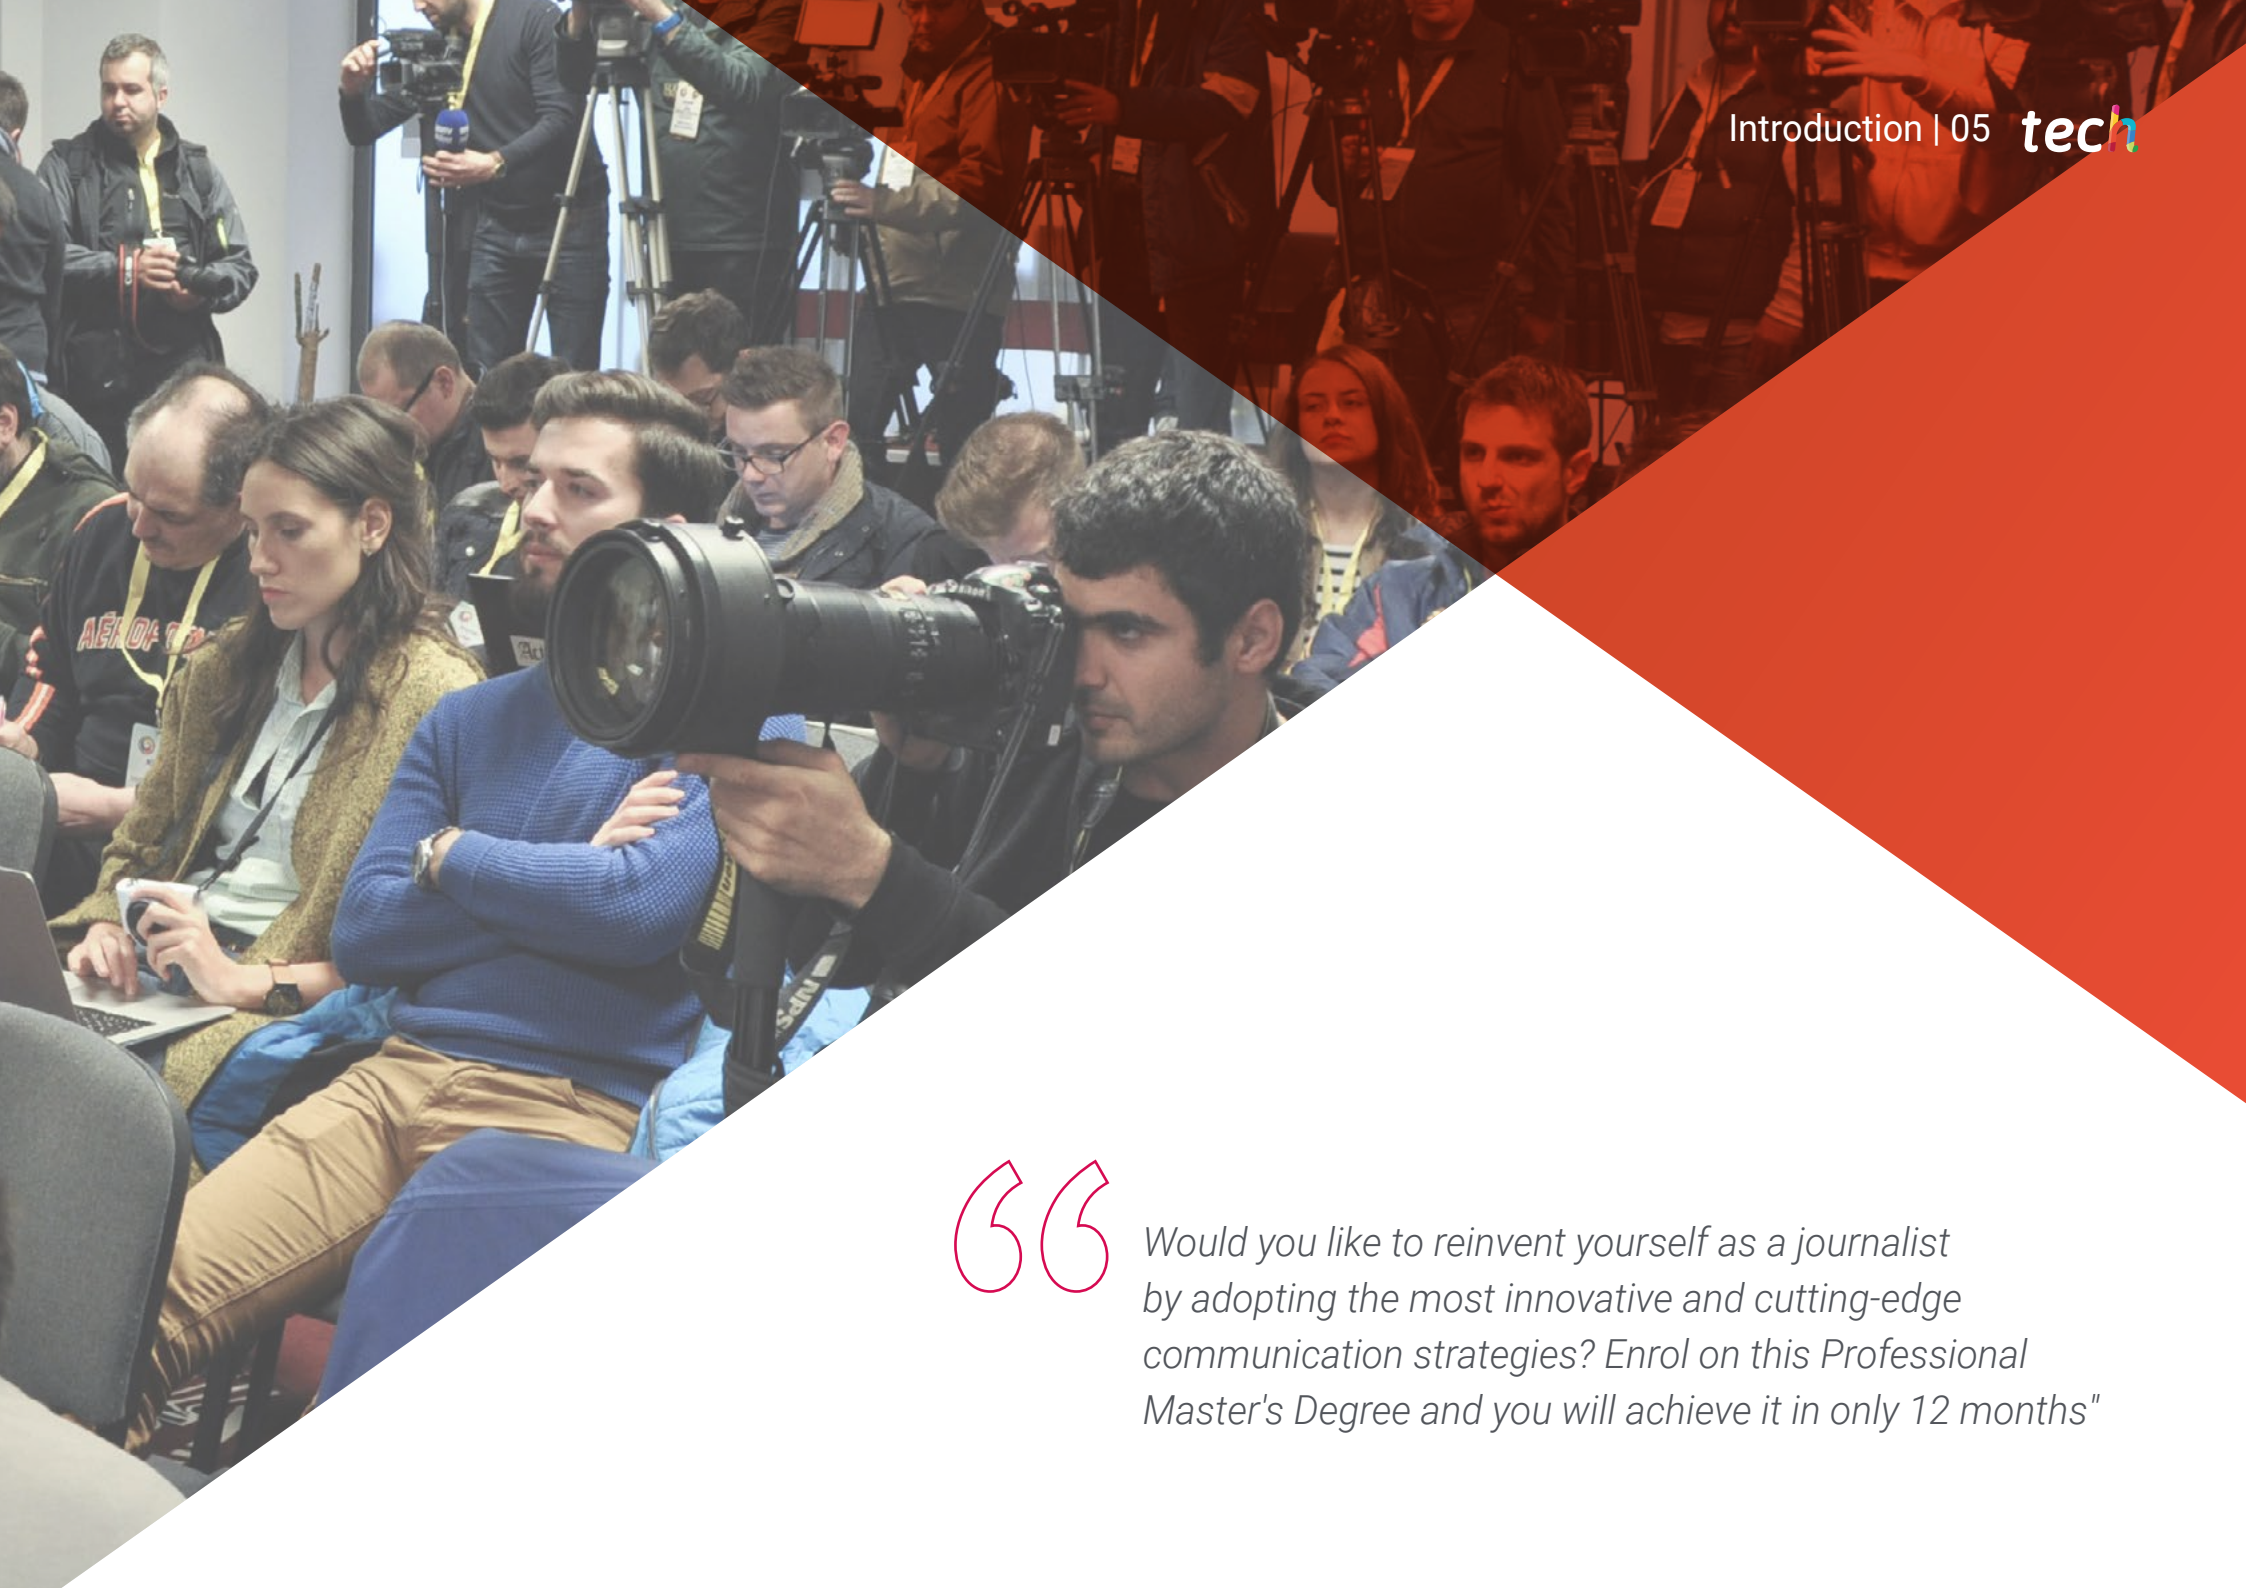 Introduction | 05 tech
Would you like to reinvent yourself as a journalist
by adopting the most innovative and cutting-edge
communication strategies? Enrol on this Professional
Master's Degree and you will achieve it in only 12 months"
NPS